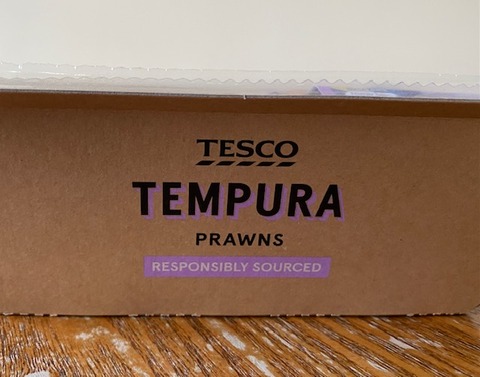 TESCO
TEMPURA
PRAWNS
RESPONSIBLY SOURCED